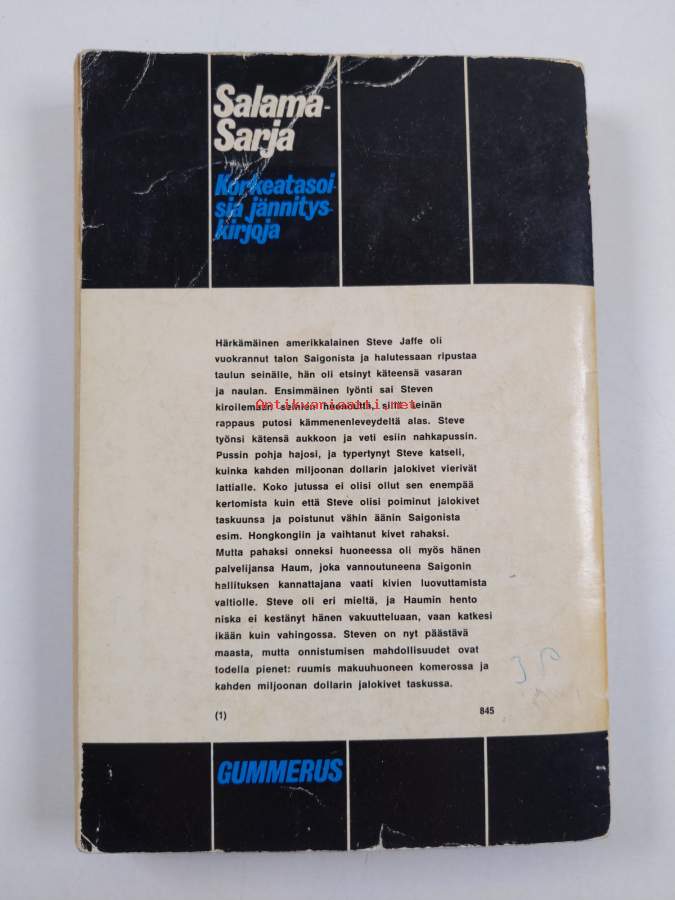 Salama-
Sarja
Korkeatasoi-
sia jännitys-
kirjoja
Härkämäinen amerikkalainen Steve Jaffe oli
vuokrannut talon Saigonista ja halutessaan ripustaa
taulun seinälle, hän oli etsinyt käteensä vasaran
ja naulan. Ensimmäinen lyönti sai Steven
kiroilemaan seinien huonoutta, sillä seinän
Antikvariaatti.net
rappaus putosi kämmenenleveydeltä alas. Steve
työnsi kätensä aukkoon ja veti esiin nahkapussin.
Pussin pohja hajosi, ja typertynyt Steve katseli,
kuinka kahden miljoonan dollarin jalokivet vierivät
lattialle. Koko jutussa ei olisi ollut sen enempää
kertomista kuin että Steve olisi poiminut jalokivet
taskuunsa ja poistunut vähin äänin Saigonista
esim. Hongkongiin ja vaihtanut kivet rahaksi.
Mutta pahaksi onneksi huoneessa oli myös hänen
palvelijansa Haum, joka vannoutuneena Saigonin
hallituksen kannattajana vaati kivien luovuttamista
valtiolle. Steve oli eri mieltä, ja Haumin hento
niska ei kestänyt hänen vakuutteluaan, vaan katkesi
ikään kuin vahingossa. Steven on nyt päästävä
maasta, mutta onnistumisen mahdollisuudet ovat
todella pienet: ruumis makuuhuoneen komerossa ja
kahden miljoonan dollarin jalokivet taskussa.
(1) 845
GUMMERUS